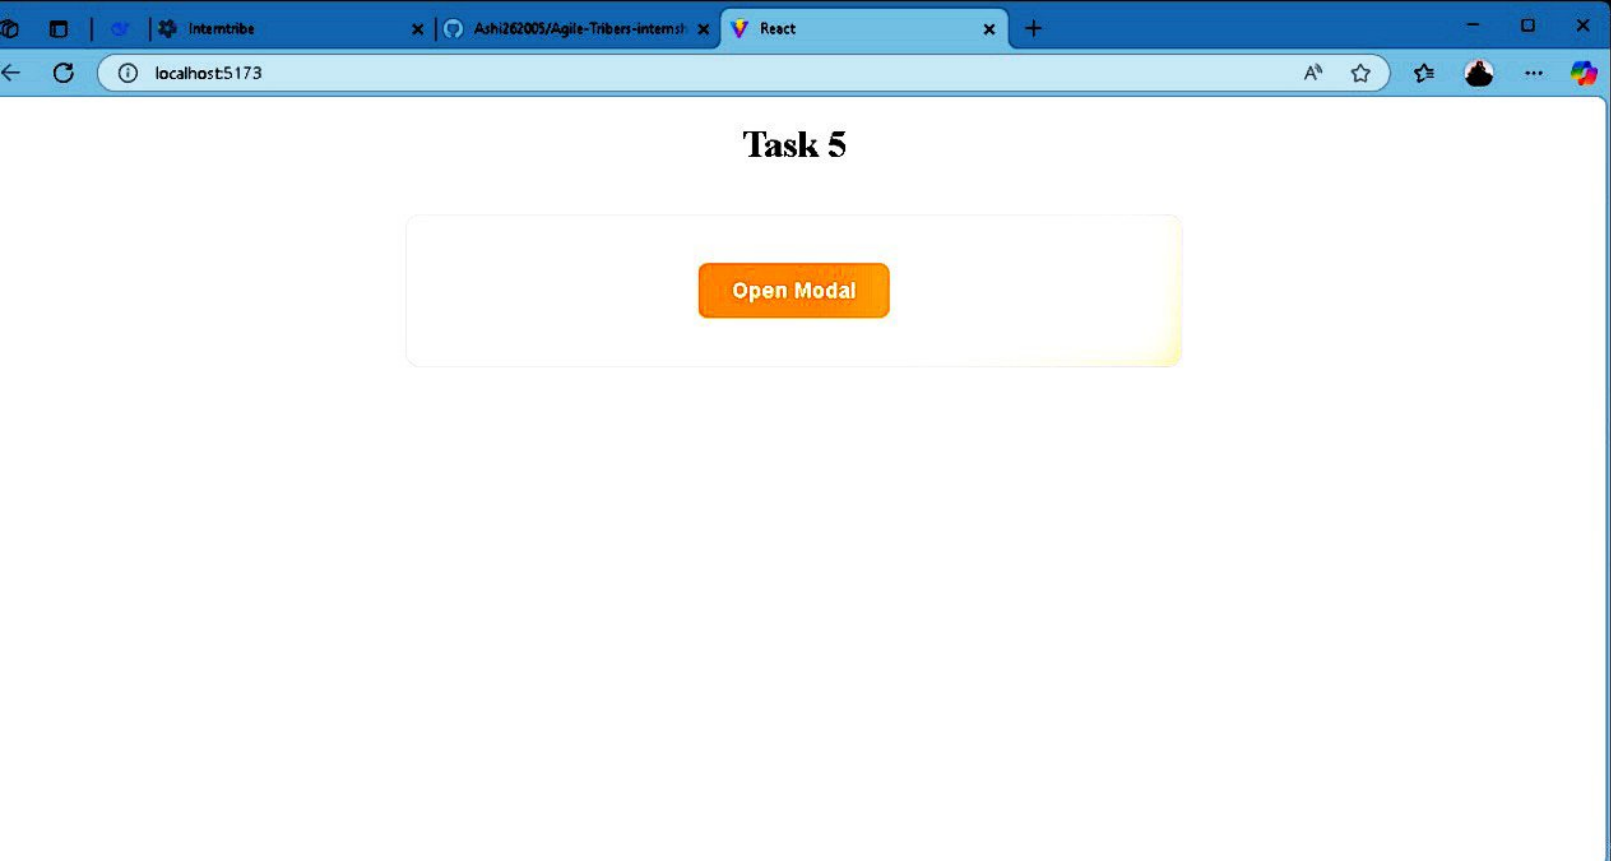 Interntribe
Ashi262005/Agile-Tribers-internsh
React
localhost:5173
Task 5
Open Modal